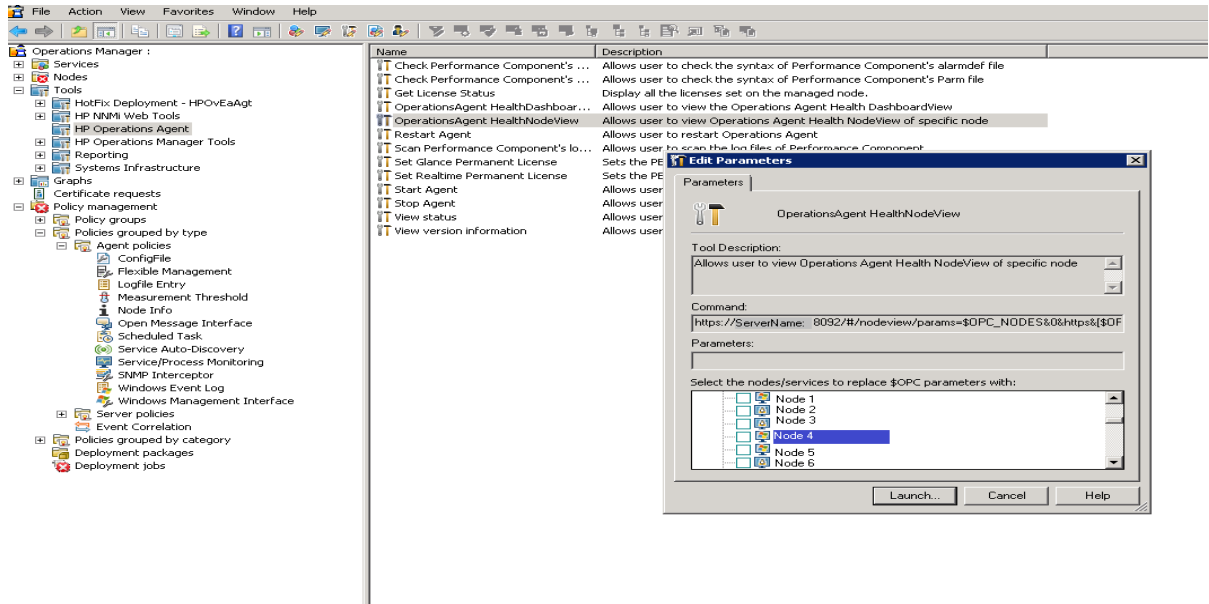 File Action View Favorites Window Help
Operations Manager :
Services
Nodes
Tools
HotFix Deployment - HPOvEaAgt
HP NNMi Web Tools
HP Operations Agent
HP Operations Manager Tools
Reporting
Systems Infrastructure
Graphs
Certificate requests
Policy management
Policy groups
Policies grouped by type
Agent policies
ConfigFile
Flexible Management
Logfile Entry
Measurement Threshold
Node Info
Open Message Interface
Scheduled Task
Service Auto-Discovery
Service/Process Monitoring
SNMP Interceptor
Windows Event Log
Windows Management Interface
Server policies
Event Correlation
Policies grouped by category
Deployment packages
Deployment jobs
Name Description
Check Performance Component's ... Allows user to check the syntax of Performance Component's alarmdef file
Check Performance Component's ... Allows user to check the syntax of Performance Component's Parm file
Get License Status Display all the licenses set on the managed node.
OperationsAgent HealthDashboar... Allows user to view the Operations Agent Health DashboardView
OperationsAgent HealthNodeView Allows user to view Operations Agent Health NodeView of specific node
Restart Agent Allows user to restart Operations Agent
Scan Performance Component's lo... Allows user to scan the log files of Performance Component
Set Glance Permanent License Sets the PE
Set Realtime Permanent License Sets the PE
Start Agent Allows user
Stop Agent Allows user
View status Allows user
View version information Allows user
Edit Parameters
Parameters
OperationsAgent HealthNodeView
Tool Description:
Allows user to view Operations Agent Health NodeView of specific node
Command:
https://ServerName: 8092/#/nodeview/params=$OPC_NODES&0&https&[$OF
Parameters:
Select the nodes/services to replace $OPC parameters with:
Node 1
Node 2
Node 3
Node 4
Node 5
Node 6
Launch... Cancel Help